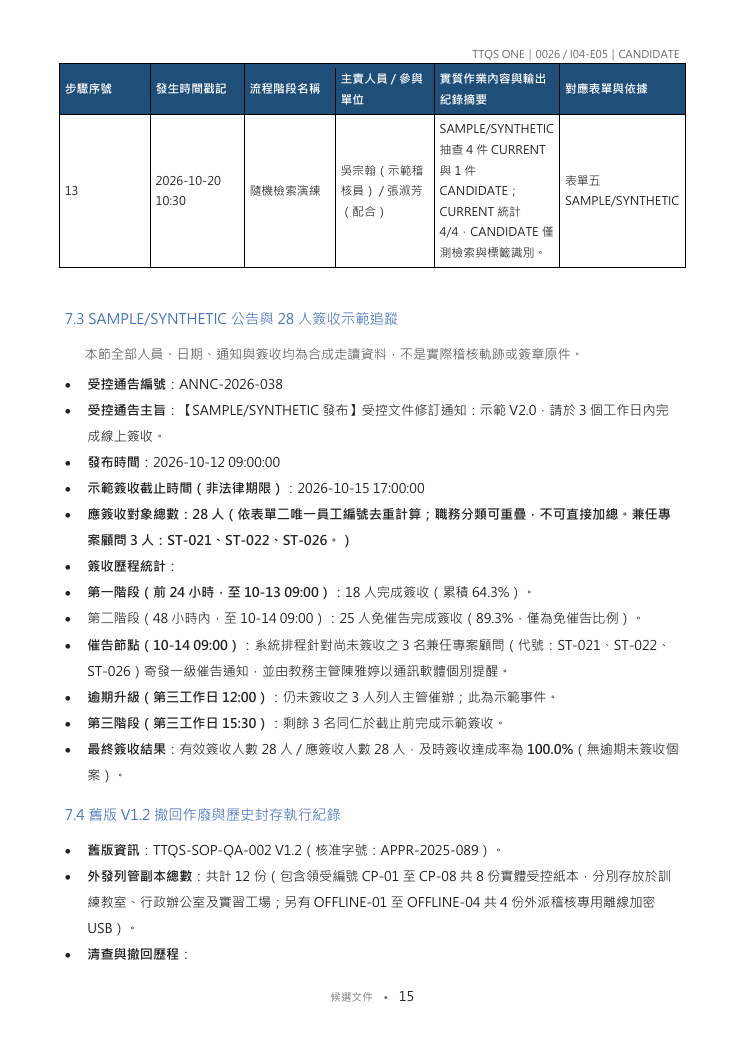 TTQS ONE | 0026 / I04-E05 | CANDIDATE
步驟序號
發生時間戳記
流程階段名稱
主責人員 / 參與
單位
實質作業內容與輸出
紀錄摘要
對應表單與依據
13
2026-10-20
10:30
隨機檢索演練
吳宗翰（示範稽
核員）/ 張淑芳
（配合）
SAMPLE/SYNTHETIC
抽查 4 件 CURRENT
與 1 件
CANDIDATE；
CURRENT 統計
4/4，CANDIDATE 僅
測檢索與標籤識別。
表單五
SAMPLE/SYNTHETIC
7.3 SAMPLE/SYNTHETIC 公告與 28 人簽收示範追蹤
本節全部人員、日期、通知與簽收均為合成走讀資料，不是實際稽核軌跡或簽章原件。
• 受控通告編號：ANNC-2026-038
• 受控通告主旨：【SAMPLE/SYNTHETIC 發布】受控文件修訂通知：示範 V2.0，請於 3 個工作日內完
成線上簽收。
• 發布時間：2026-10-12 09:00:00
• 示範簽收截止時間（非法律期限）：2026-10-15 17:00:00
• 應簽收對象總數：28 人（依表單二唯一員工編號去重計算；職務分類可重疊，不可直接加總。兼任專
案顧問 3 人：ST-021、ST-022、ST-026。）
• 簽收歷程統計：
• 第一階段（前 24 小時，至 10-13 09:00）：18 人完成簽收（累積 64.3%）。
• 第二階段（48 小時內，至 10-14 09:00）：25 人免催告完成簽收（89.3%，僅為免催告比例）。
• 催告節點（10-14 09:00）：系統排程針對尚未簽收之 3 名兼任專案顧問（代號：ST-021、ST-022、
ST-026）寄發一級催告通知，並由教務主管陳雅婷以通訊軟體個別提醒。
• 逾期升級（第三工作日 12:00）：仍未簽收之 3 人列入主管催辦；此為示範事件。
• 第三階段（第三工作日 15:30）：剩餘 3 名同仁於截止前完成示範簽收。
• 最終簽收結果：有效簽收人數 28 人 / 應簽收人數 28 人，及時簽收達成率為 100.0%（無逾期未簽收個
案）。
7.4 舊版 V1.2 撤回作廢與歷史封存執行紀錄
• 舊版資訊：TTQS-SOP-QA-002 V1.2（核准字號：APPR-2025-089）。
• 外發列管副本總數：共計 12 份（包含領受編號 CP-01 至 CP-08 共 8 份實體受控紙本，分別存放於訓
練教室、行政辦公室及實習工場；另有 OFFLINE-01 至 OFFLINE-04 共 4 份外派稽核專用離線加密
USB）。
• 清查與撤回歷程：
候選文件 • 15